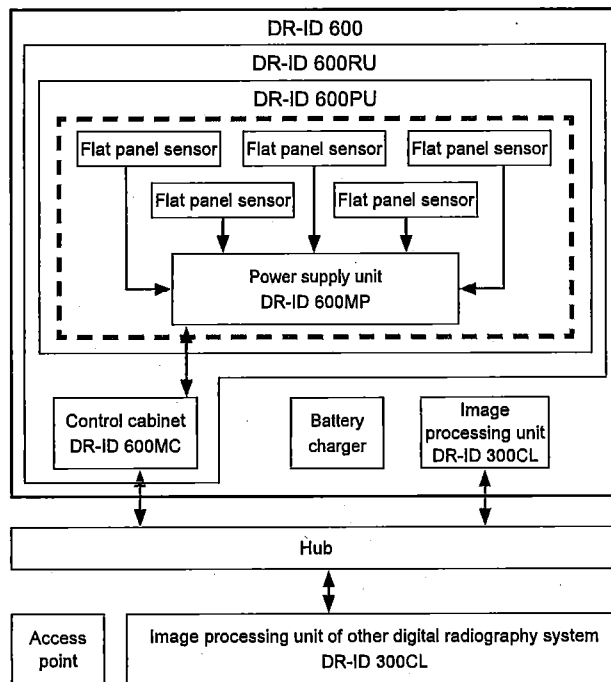 DR-ID 600
DR-ID 600RU
DR-ID 600PU
Flat panel sensor
Flat panel sensor
Flat panel sensor
Flat panel sensor
Flat panel sensor
Power supply unit
DR-ID 600MP
Control cabinet
DR-ID 600MC
Battery
charger
Image
processing unit
DR-ID 300CL
Hub
Access
point
Image processing unit of other digital radiography system
DR-ID 300CL